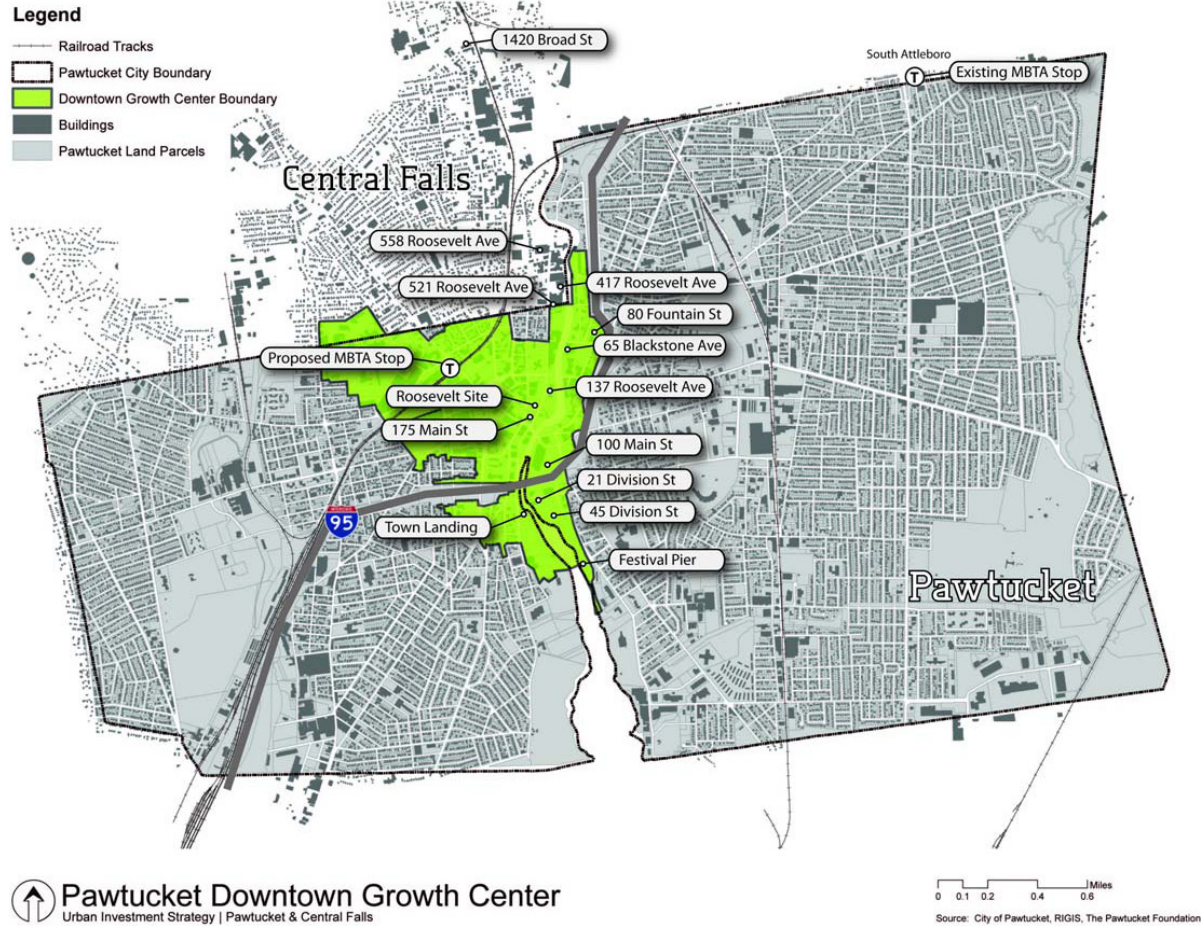 Legend
Railroad Tracks
Pawtucket City Boundary
Downtown Growth Center Boundary
Buildings
Pawtucket Land Parcels
1420 Broad St
South Attleboro
T
Existing MBTA Stop
Central Falls
558 Roosevelt Ave
521 Roosevelt Ave
417 Roosevelt Ave
80 Fountain St
65 Blackstone Ave
Proposed MBTA Stop
T
137 Roosevelt Ave
Roosevelt Site
175 Main St
100 Main St
21 Division St
45 Division St
Town Landing
INTERSTATE
95
Festival Pier
Pawtucket
Pawtucket Downtown Growth Center
Urban Investment Strategy | Pawtucket & Central Falls
Miles
0 0.1 0.2 0.4 0.6
Source: City of Pawtucket, RIGIS, The Pawtucket Foundation